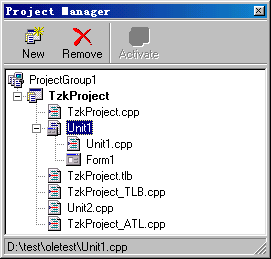 Project Manager
New Remove Activate
ProjectGroup1
TzkProject
TzkProject.cpp
Unit1
Unit1.cpp
Form1
TzkProject.tlb
TzkProject_TLB.cpp
Unit2.cpp
TzkProject_ATL.cpp
D:\test\oletest\Unit1.cpp